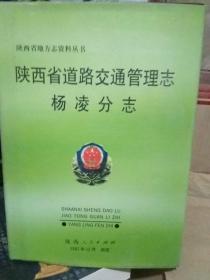 陕西省地方志资料丛书
陕西省道路交通管理志
杨凌分志
SHAANXI SHENG DAO LU
JIAO TONG GUAN LI ZHI
YANG LING FEN ZHI
陕西人民出版社